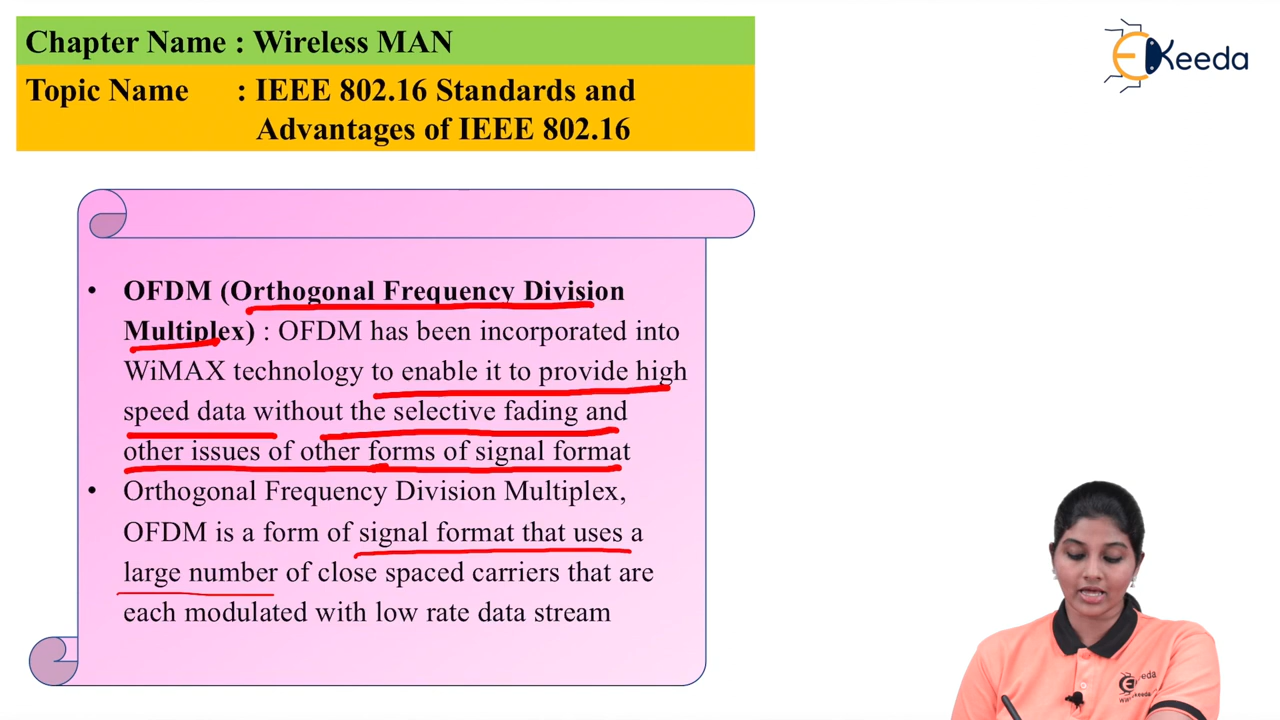 Chapter Name : Wireless MAN
Topic Name : IEEE 802.16 Standards and
Advantages of IEEE 802.16
EKeeda
• OFDM (Orthogonal Frequency Division
Multiplex) : OFDM has been incorporated into
WiMAX technology to enable it to provide high
speed data without the selective fading and
other issues of other forms of signal format
• Orthogonal Frequency Division Multiplex,
OFDM is a form of signal format that uses a
large number of close spaced carriers that are
each modulated with low rate data stream